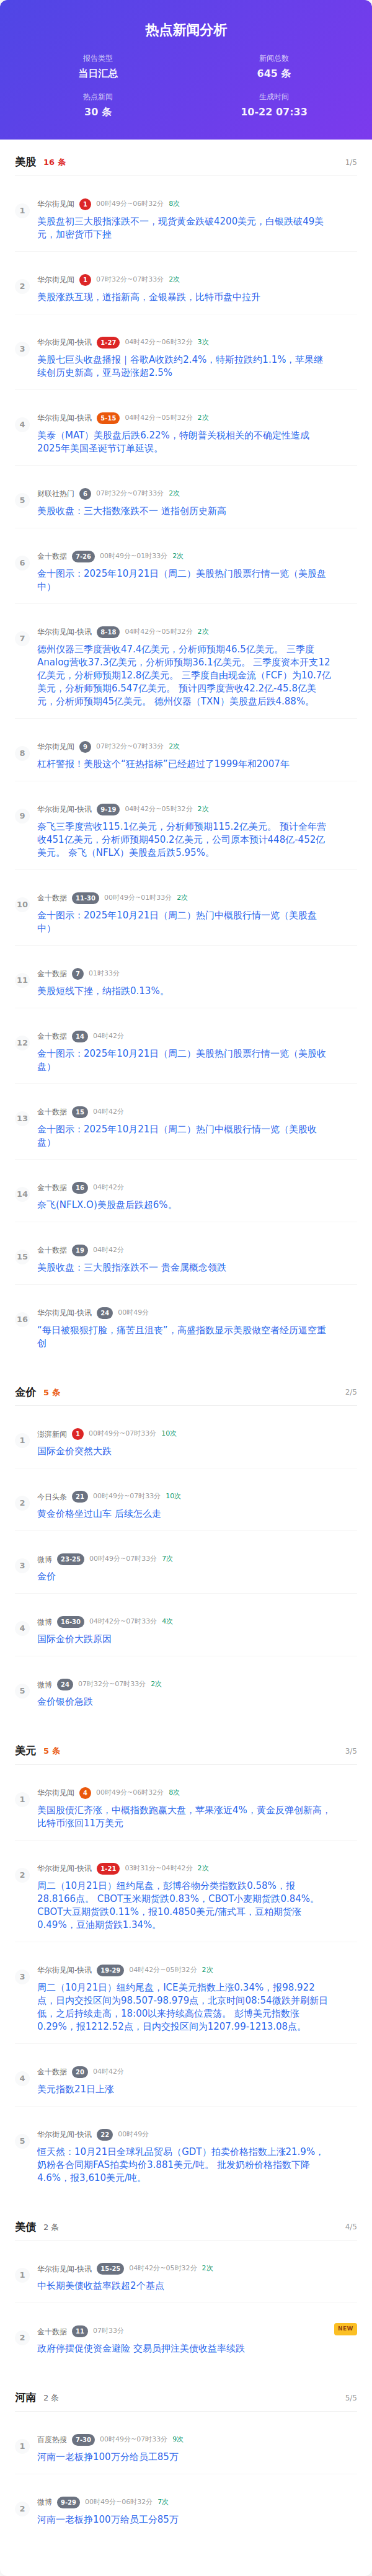 热点新闻分析
报告类型
新闻总数
当日汇总
645 条
热点新闻
生成时间
30 条
10-22 07:33
美股 16 条 1/5
1
华尔街见闻 1 00时49分~06时32分 8次
美股盘初三大股指涨跌不一，现货黄金跌破4200美元，白银跌破49美
元，加密货币下挫
2
华尔街见闻 1 07时32分~07时33分 2次
美股涨跌互现，道指新高，金银暴跌，比特币盘中拉升
3
华尔街见闻-快讯 1-27 04时42分~06时32分 3次
美股七巨头收盘播报｜谷歌A收跌约2.4%，特斯拉跌约1.1%，苹果继
续创历史新高，亚马逊涨超2.5%
4
华尔街见闻-快讯 5-15 04时42分~05时32分 2次
美泰（MAT）美股盘后跌6.22%，特朗普关税相关的不确定性造成
2025年美国圣诞节订单延误。
5
财联社热门 6 07时32分~07时33分 2次
美股收盘：三大指数涨跌不一 道指创历史新高
6
金十数据 7-26 00时49分~01时33分 2次
金十图示：2025年10月21日（周二）美股热门股票行情一览（美股盘
中）
7
华尔街见闻-快讯 8-18 04时42分~05时32分 2次
德州仪器三季度营收47.4亿美元，分析师预期46.5亿美元。 三季度
Analog营收37.3亿美元，分析师预期36.1亿美元。 三季度资本开支12
亿美元，分析师预期12.8亿美元。 三季度自由现金流（FCF）为10.7亿
美元，分析师预期6.547亿美元。 预计四季度营收42.2亿-45.8亿美
元，分析师预期45亿美元。 德州仪器（TXN）美股盘后跌4.88%。
8
华尔街见闻 9 07时32分~07时33分 2次
杠杆警报！美股这个“狂热指标”已经超过了1999年和2007年
9
华尔街见闻-快讯 9-19 04时42分~05时32分 2次
奈飞三季度营收115.1亿美元，分析师预期115.2亿美元。 预计全年营
收451亿美元，分析师预期450.2亿美元，公司原本预计448亿-452亿
美元。 奈飞（NFLX）美股盘后跌5.95%。
10
金十数据 11-30 00时49分~01时33分 2次
金十图示：2025年10月21日（周二）热门中概股行情一览（美股盘
中）
11
金十数据 7 01时33分
美股短线下挫，纳指跌0.13%。
12
金十数据 14 04时42分
金十图示：2025年10月21日（周二）美股热门股票行情一览（美股收
盘）
13
金十数据 15 04时42分
金十图示：2025年10月21日（周二）热门中概股行情一览（美股收
盘）
14
金十数据 16 04时42分
奈飞(NFLX.O)美股盘后跌超6%。
15
金十数据 19 04时42分
美股收盘：三大股指涨跌不一 贵金属概念领跌
16
华尔街见闻-快讯 24 00时49分
“每日被狠狠打脸，痛苦且沮丧”，高盛指数显示美股做空者经历逼空重
创
金价 5 条 2/5
1
澎湃新闻 1 00时49分~07时33分 10次
国际金价突然大跌
2
今日头条 21 00时49分~07时33分 10次
黄金价格坐过山车 后续怎么走
3
微博 23-25 00时49分~07时33分 7次
金价
4
微博 16-30 04时42分~07时33分 4次
国际金价大跌原因
5
微博 24 07时32分~07时33分 2次
金价银价急跌
美元 5 条 3/5
1
华尔街见闻 4 00时49分~06时32分 8次
美国股债汇齐涨，中概指数跑赢大盘，苹果涨近4%，黄金反弹创新高，
比特币涨回11万美元
2
华尔街见闻-快讯 1-21 03时31分~04时42分 2次
周二（10月21日）纽约尾盘，彭博谷物分类指数跌0.58%，报
28.8166点。 CBOT玉米期货跌0.83%，CBOT小麦期货跌0.84%。
CBOT大豆期货跌0.11%，报10.4850美元/蒲式耳，豆粕期货涨
0.49%，豆油期货跌1.34%。
3
华尔街见闻-快讯 19-29 04时42分~05时32分 2次
周二（10月21日）纽约尾盘，ICE美元指数上涨0.34%，报98.922
点，日内交投区间为98.507-98.979点，北京时间08:54微跌并刷新日
低，之后持续走高，18:00以来持续高位震荡。 彭博美元指数涨
0.29%，报1212.52点，日内交投区间为1207.99-1213.08点。
4
金十数据 20 04时42分
美元指数21日上涨
5
华尔街见闻-快讯 22 00时49分
恒天然：10月21日全球乳品贸易（GDT）拍卖价格指数上涨21.9%，
奶粉各合同期FAS拍卖均价3.881美元/吨。 批发奶粉价格指数下降
4.6%，报3,610美元/吨。
美债 2 条 4/5
1
华尔街见闻-快讯 15-25 04时42分~05时32分 2次
中长期美债收益率跌超2个基点
NEW
2
金十数据 11 07时33分
政府停摆促使资金避险 交易员押注美债收益率续跌
河南 2 条 5/5
1
百度热搜 7-30 00时49分~07时33分 9次
河南一老板挣100万分给员工85万
2
微博 9-29 00时49分~06时32分 7次
河南一老板挣100万给员工分85万